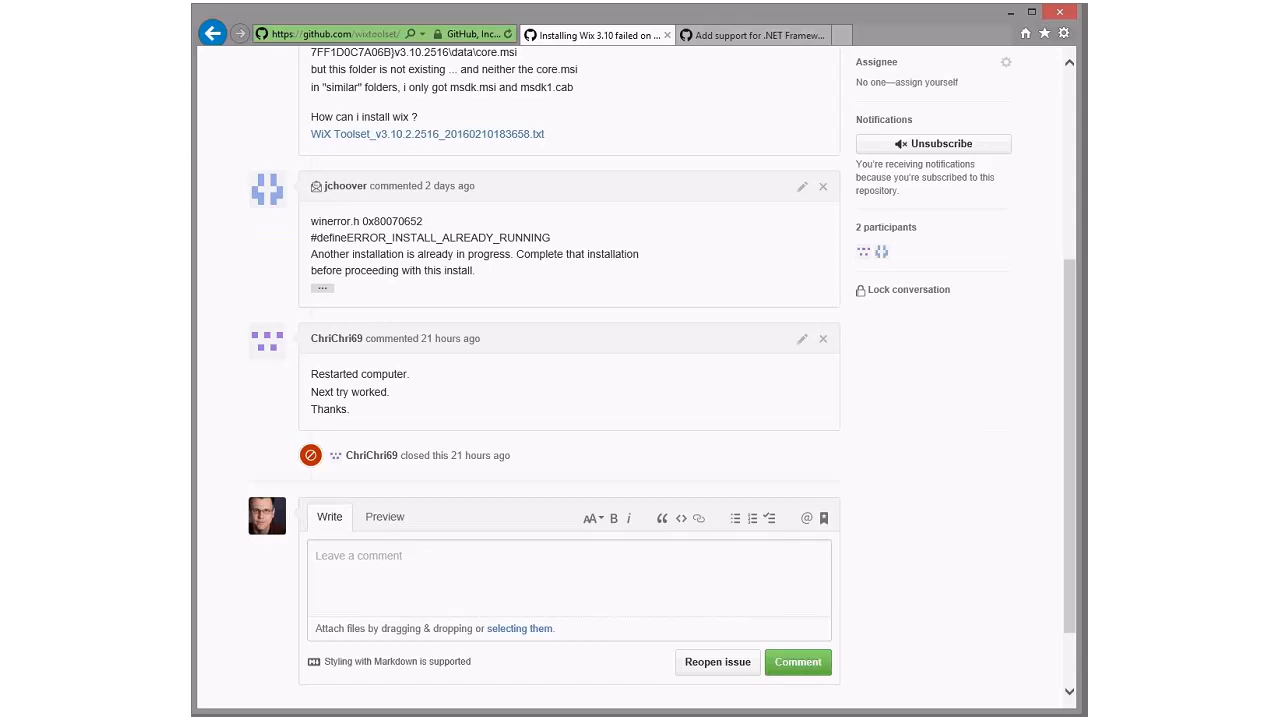 https://github.com/wixtoolset/
GitHub, Inc...
Installing Wix 3.10 failed on ...
Add support for .NET Framew...
7FF1D0C7A06B}v3.10.2516\data\core.msi
but this folder is not existing ... and neither the core.msi
in "similar" folders, i only got msdk.msi and msdk1.cab
How can i install wix ?
WiX Toolset_v3.10.2.2516_20160210183658.txt
Assignee
No one—assign yourself
Notifications
Unsubscribe
You're receiving notifications
because you're subscribed to this
repository.
2 participants
Lock conversation
jchoover commented 2 days ago
winerror.h 0x80070652
#defineERROR_INSTALL_ALREADY_RUNNING
Another installation is already in progress. Complete that installation
before proceeding with this install.
...
ChriChri69 commented 21 hours ago
Restarted computer.
Next try worked.
Thanks.
ChriChri69 closed this 21 hours ago
Write
Preview
AA B i
Leave a comment
Attach files by dragging & dropping or selecting them.
Styling with Markdown is supported
Reopen issue
Comment